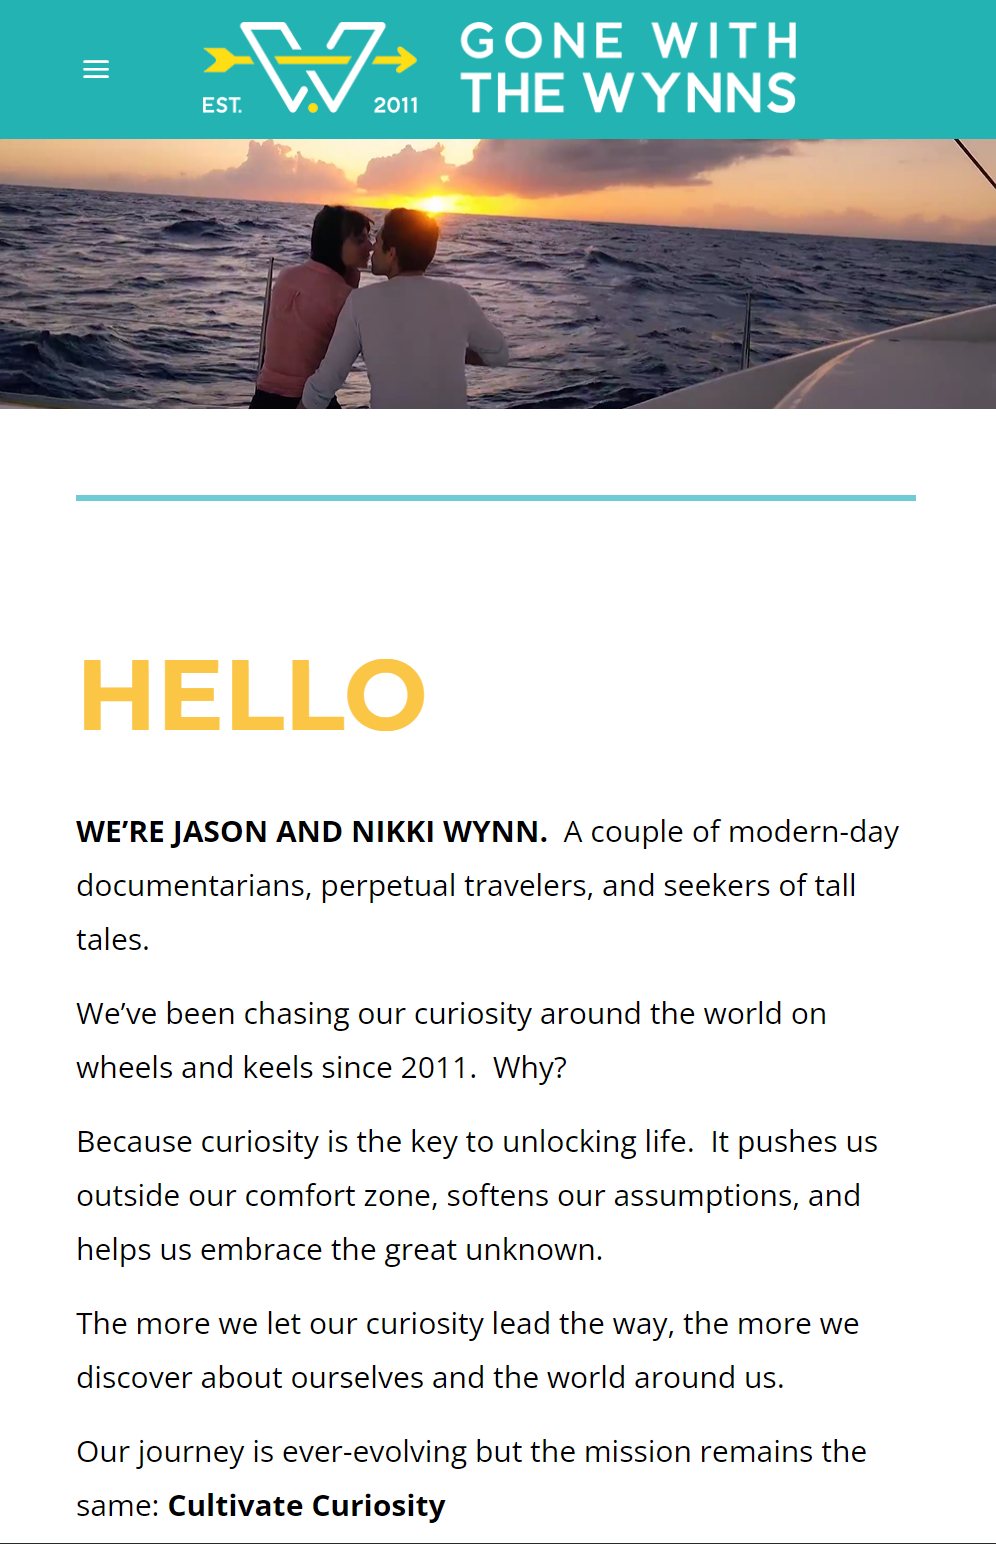 GONE WITH
THE WYNNS
EST. 2011
HELLO
WE’RE JASON AND NIKKI WYNN.  A couple of modern-day
documentarians, perpetual travelers, and seekers of tall
tales.
We’ve been chasing our curiosity around the world on
wheels and keels since 2011.  Why?
Because curiosity is the key to unlocking life.  It pushes us
outside our comfort zone, softens our assumptions, and
helps us embrace the great unknown.
The more we let our curiosity lead the way, the more we
discover about ourselves and the world around us.
Our journey is ever-evolving but the mission remains the
same: Cultivate Curiosity